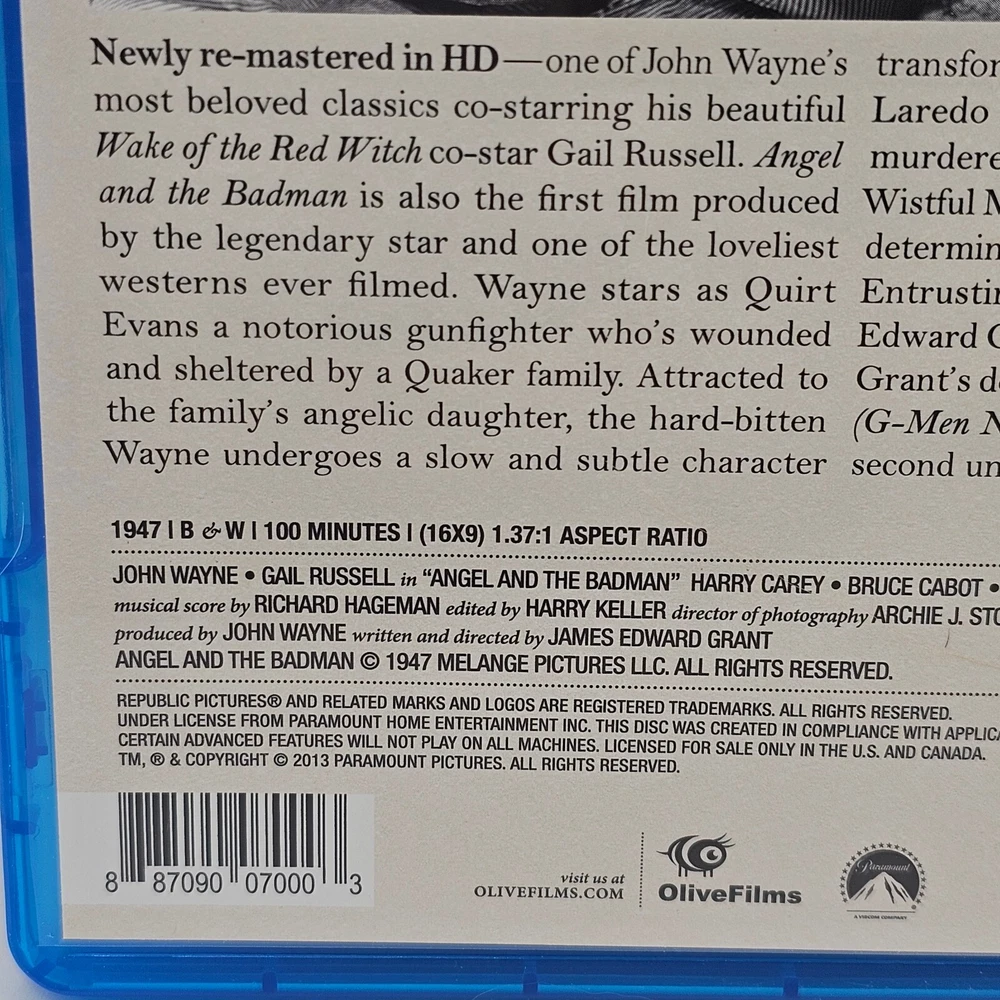 Newly re-mastered in HD—one of John Wayne's
most beloved classics co-starring his beautiful
Wake of the Red Witch co-star Gail Russell. Angel
and the Badman is also the first film produced
by the legendary star and one of the loveliest
westerns ever filmed. Wayne stars as Quirt
Evans a notorious gunfighter who's wounded
and sheltered by a Quaker family. Attracted to
the family's angelic daughter, the hard-bitten
Wayne undergoes a slow and subtle character
transfor
Laredo
murdere
Wistful M
determin
Entrustin
Edward G
Grant's d
(G-Men N
second un
1947 | B & W | 100 MINUTES | (16X9) 1.37:1 ASPECT RATIO
JOHN WAYNE • GAIL RUSSELL in "ANGEL AND THE BADMAN" HARRY CAREY • BRUCE CABOT •
musical score by RICHARD HAGEMAN edited by HARRY KELLER director of photography ARCHIE J. STO
produced by JOHN WAYNE written and directed by JAMES EDWARD GRANT
ANGEL AND THE BADMAN © 1947 MELANGE PICTURES LLC. ALL RIGHTS RESERVED.
REPUBLIC PICTURES® AND RELATED MARKS AND LOGOS ARE REGISTERED TRADEMARKS. ALL RIGHTS RESERVED.
UNDER LICENSE FROM PARAMOUNT HOME ENTERTAINMENT INC. THIS DISC WAS CREATED IN COMPLIANCE WITH APPLICA
CERTAIN ADVANCED FEATURES WILL NOT PLAY ON ALL MACHINES. LICENSED FOR SALE ONLY IN THE U.S. AND CANADA.
TM, ® & COPYRIGHT © 2013 PARAMOUNT PICTURES. ALL RIGHTS RESERVED.
8 87090 07000 3
visit us at
OLIVEFILMS.COM
OliveFilms
Paramount
A VIACOM COMPANY